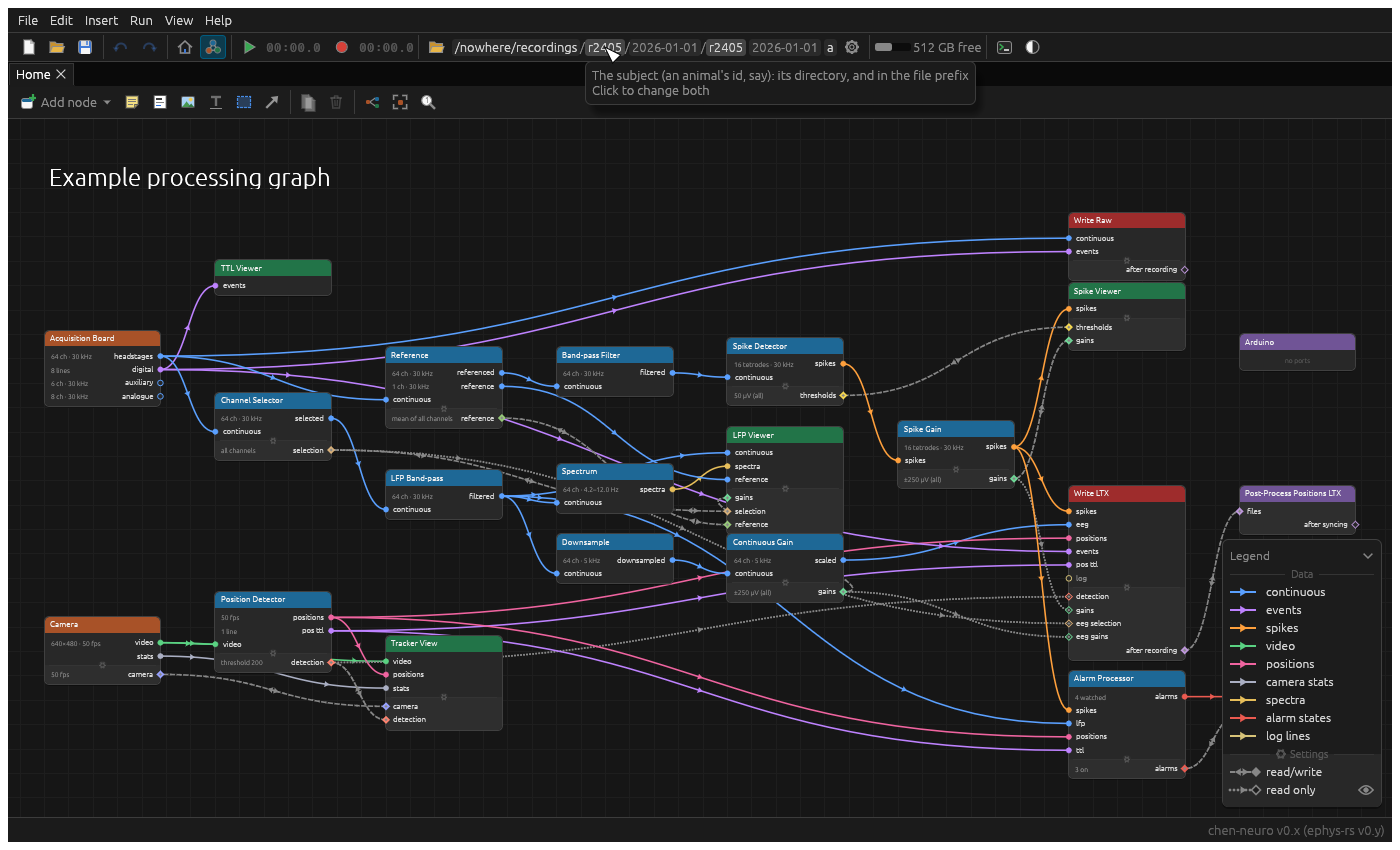 File Edit Insert Run View Help
00:00.0 00:00.0 /nowhere/recordings / r2405 / 2026-01-01 / r2405 2026-01-01 a 512 GB free
Home
The subject (an animal's id, say): its directory, and in the file prefix
Click to change both
Add node
Example processing graph
Write Raw
continuous
events
after recording
TTL Viewer
events
Spike Viewer
spikes
thresholds
gains
Acquisition Board
64 ch · 30 kHz headstages
8 lines digital
6 ch · 30 kHz auxiliary
8 ch · 30 kHz analogue
Reference
64 ch · 30 kHz referenced
1 ch · 30 kHz reference
continuous
mean of all channels reference
Band-pass Filter
64 ch · 30 kHz filtered
continuous
Spike Detector
16 tetrodes · 30 kHz spikes
continuous
50 µV (all) thresholds
Arduino
no ports
Channel Selector
64 ch · 30 kHz selected
continuous
all channels selection
LFP Viewer
continuous
spectra
reference
gains
selection
reference
Spike Gain
16 tetrodes · 30 kHz spikes
spikes
±250 µV (all) gains
LFP Band-pass
64 ch · 30 kHz filtered
continuous
Spectrum
64 ch · 4.2–12.0 Hz spectra
continuous
Write LTX
spikes
eeg
positions
events
pos ttl
log
detection
gains
eeg selection
eeg gains
after recording
Post-Process Positions LTX
files
after syncing
Downsample
64 ch · 5 kHz downsampled
continuous
Continuous Gain
64 ch · 5 kHz scaled
continuous
±250 µV (all) gains
Camera
640×480 · 50 fps video
stats
50 fps camera
Position Detector
50 fps positions
1 line pos ttl
video
threshold 200 detection
Tracker View
video
positions
stats
camera
detection
Alarm Processor
4 watched alarms
spikes
lfp
positions
ttl
3 on alarms
Legend
Data
continuous
events
spikes
video
positions
camera stats
spectra
alarm states
log lines
Settings
read/write
read only
chen-neuro v0.x (ephys-rs v0.y)